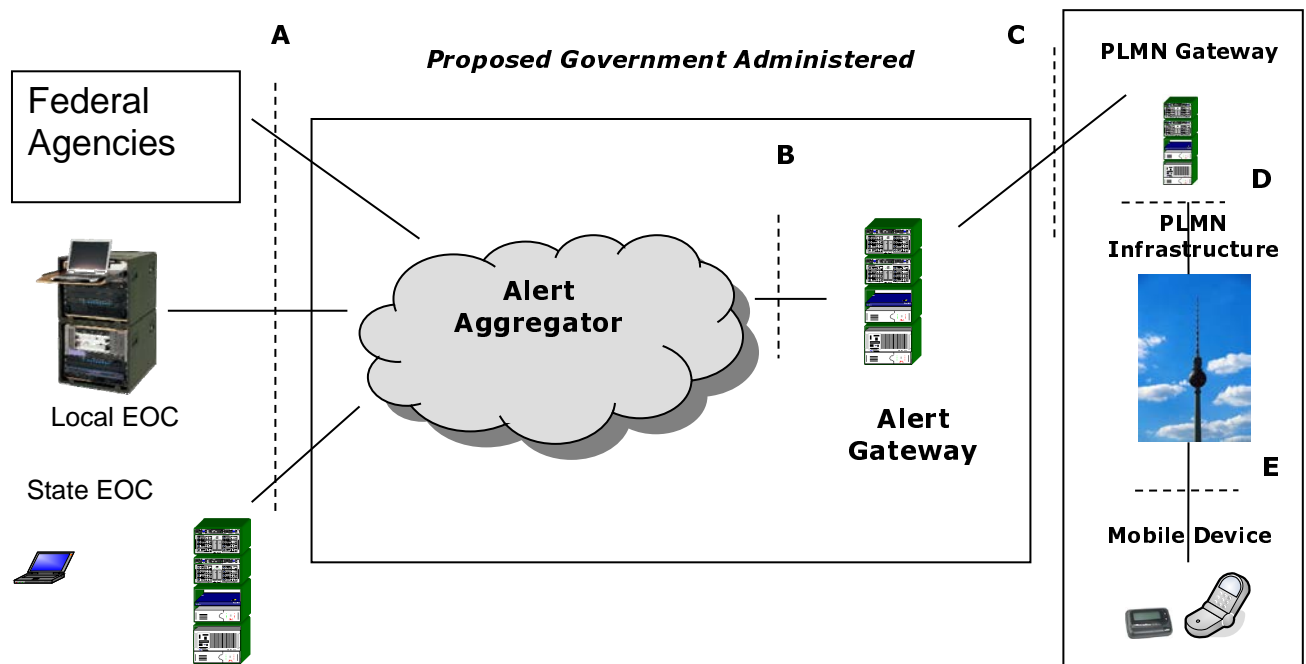 A
Proposed Government Administered
C
PLMN Gateway
Federal
Agencies
B
D
PLMN
Infrastructure
Alert
Aggregator
Local EOC
Alert
Gateway
E
State EOC
Mobile Device